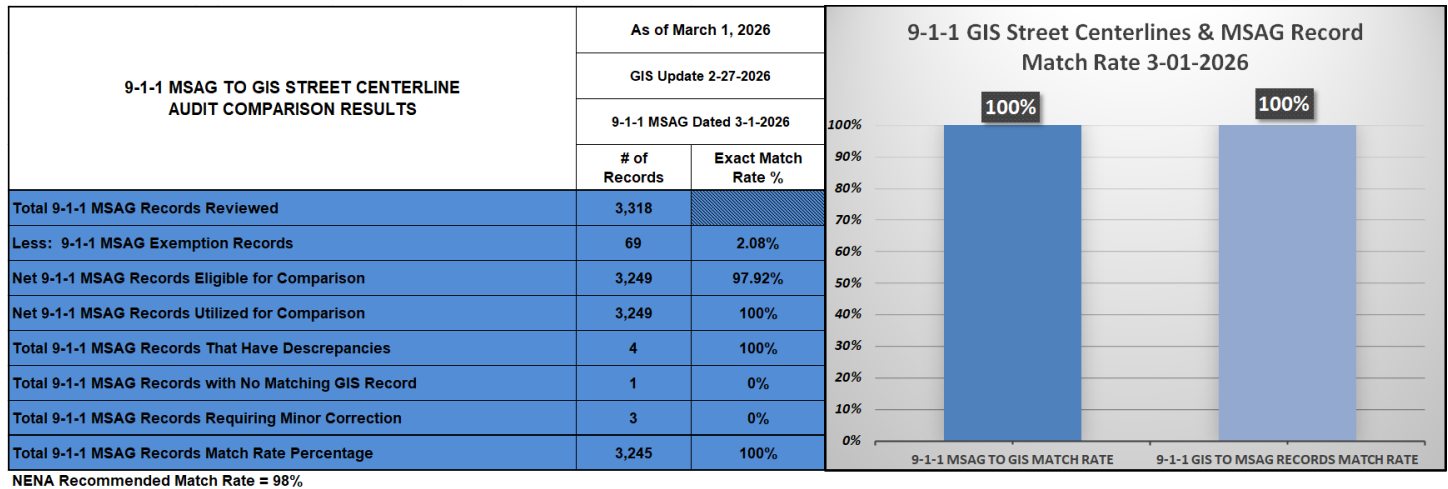 9-1-1 MSAG TO GIS STREET CENTERLINE
AUDIT COMPARISON RESULTS
As of March 1, 2026
GIS Update 2-27-2026
9-1-1 MSAG Dated 3-1-2026
# of Records
Exact Match Rate %
Total 9-1-1 MSAG Records Reviewed 3,318
Less:  9-1-1 MSAG Exemption Records 69 2.08%
Net 9-1-1 MSAG Records Eligible for Comparison 3,249 97.92%
Net 9-1-1 MSAG Records Utilized for Comparison 3,249 100%
Total 9-1-1 MSAG Records That Have Descrepancies 4 100%
Total 9-1-1 MSAG Records with No Matching GIS Record 1 0%
Total 9-1-1 MSAG Records Requiring Minor Correction 3 0%
Total 9-1-1 MSAG Records Match Rate Percentage 3,245 100%
NENA Recommended Match Rate = 98%
9-1-1 GIS Street Centerlines & MSAG Record
Match Rate 3-01-2026
100% 100%
100%
90%
80%
70%
60%
50%
40%
30%
20%
10%
0%
9-1-1 MSAG TO GIS MATCH RATE 9-1-1 GIS TO MSAG RECORDS MATCH RATE